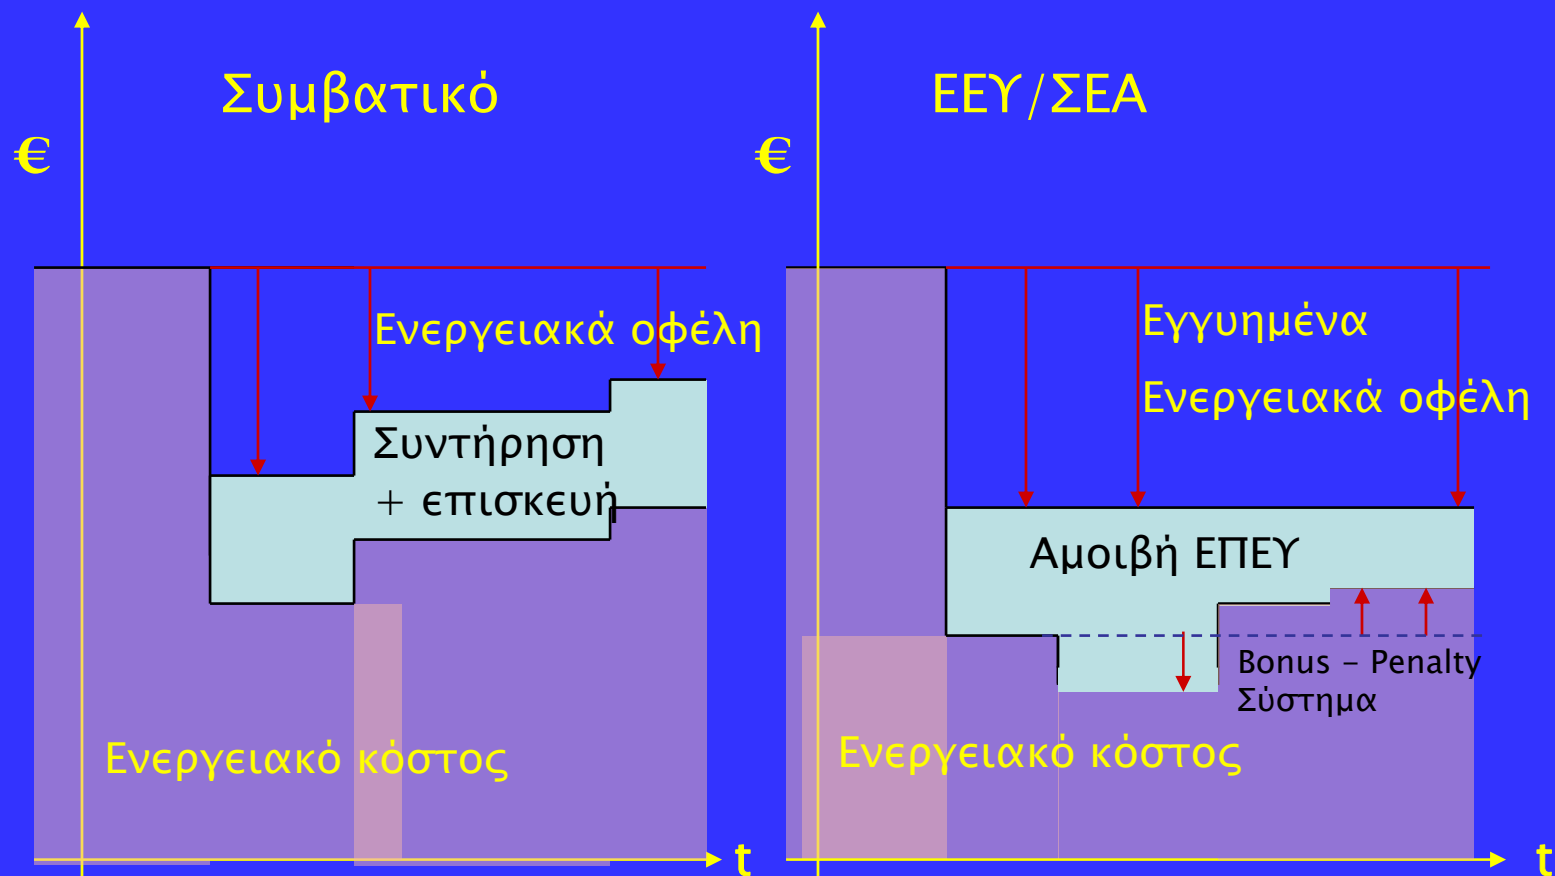 Συμβατικό
€
Ενεργειακά οφέλη
Συντήρηση
+ επισκευή
Ενεργειακό κόστος
t
ΕΕΥ/ΣΕΑ
€
Εγγυημένα
Ενεργειακά οφέλη
Αμοιβή ΕΠΕΥ
Bonus – Penalty
Σύστημα
Ενεργειακό κόστος
t